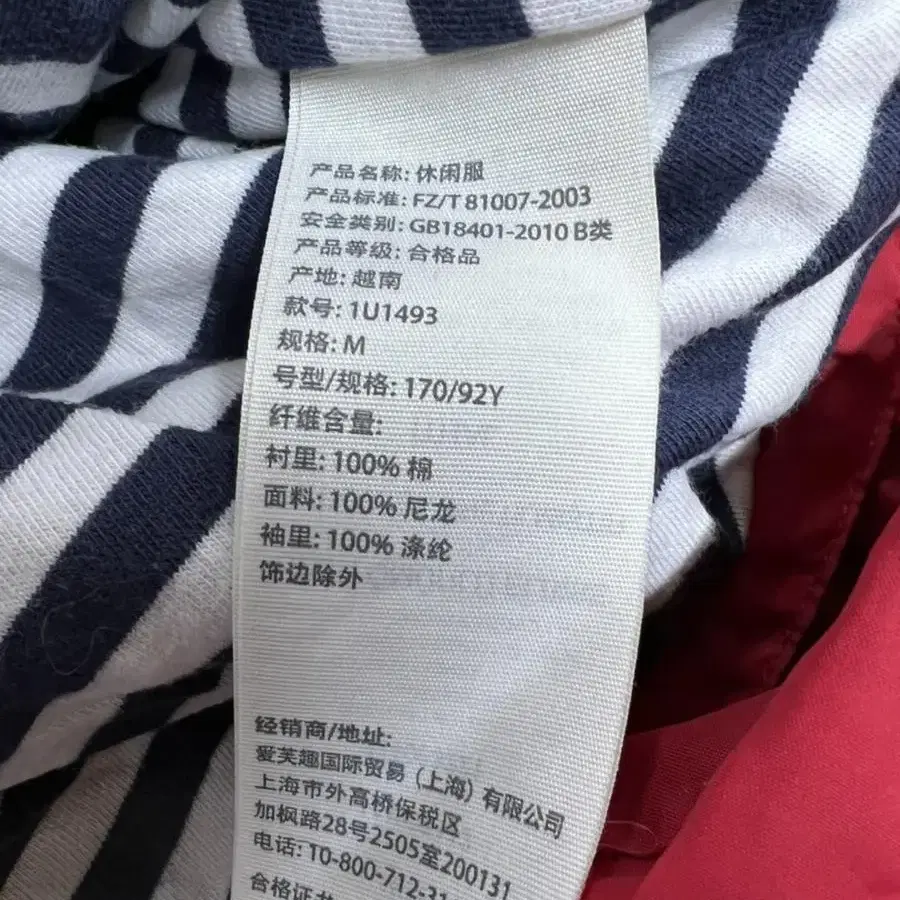 产品名称: 休闲服
产品标准: FZ/T 81007-2003
安全类别: GB18401-2010 B类
产品等级: 合格品
产地: 越南
款号: 1U1493
规格: M
号型/规格: 170/92Y
纤维含量:
衬里: 100% 棉
面料: 100% 尼龙
袖里: 100% 涤纶
饰边除外
经销商/地址:
爱芙趣国际贸易 (上海) 有限公司
上海市外高桥保税区
加枫路28号2505室200131
电话: 10-800-712-31
合格证